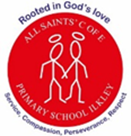 Rooted in God's love
ALL SAINTS' C OF E
PRIMARY SCHOOL ILKLEY
Service, Compassion, Perseverance, Respect